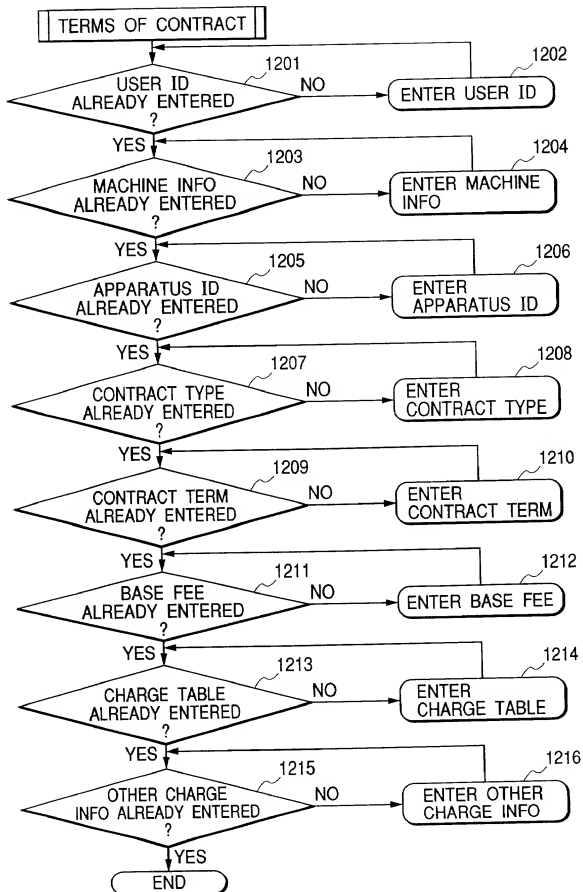 TERMS OF CONTRACT
1201
USER ID
ALREADY ENTERED
?
NO
1202
ENTER USER ID
YES
1203
MACHINE INFO
ALREADY ENTERED
?
NO
1204
ENTER MACHINE
INFO
YES
1205
APPARATUS ID
ALREADY ENTERED
?
NO
1206
ENTER
APPARATUS ID
YES
1207
CONTRACT TYPE
ALREADY ENTERED
?
NO
1208
ENTER
CONTRACT TYPE
YES
1209
CONTRACT TERM
ALREADY ENTERED
?
NO
1210
ENTER
CONTRACT TERM
YES
1211
BASE FEE
ALREADY ENTERED
?
NO
1212
ENTER BASE FEE
YES
1213
CHARGE TABLE
ALREADY ENTERED
?
NO
1214
ENTER
CHARGE TABLE
YES
1215
OTHER CHARGE
INFO ALREADY ENTERED
?
NO
1216
ENTER OTHER
CHARGE INFO
YES
END